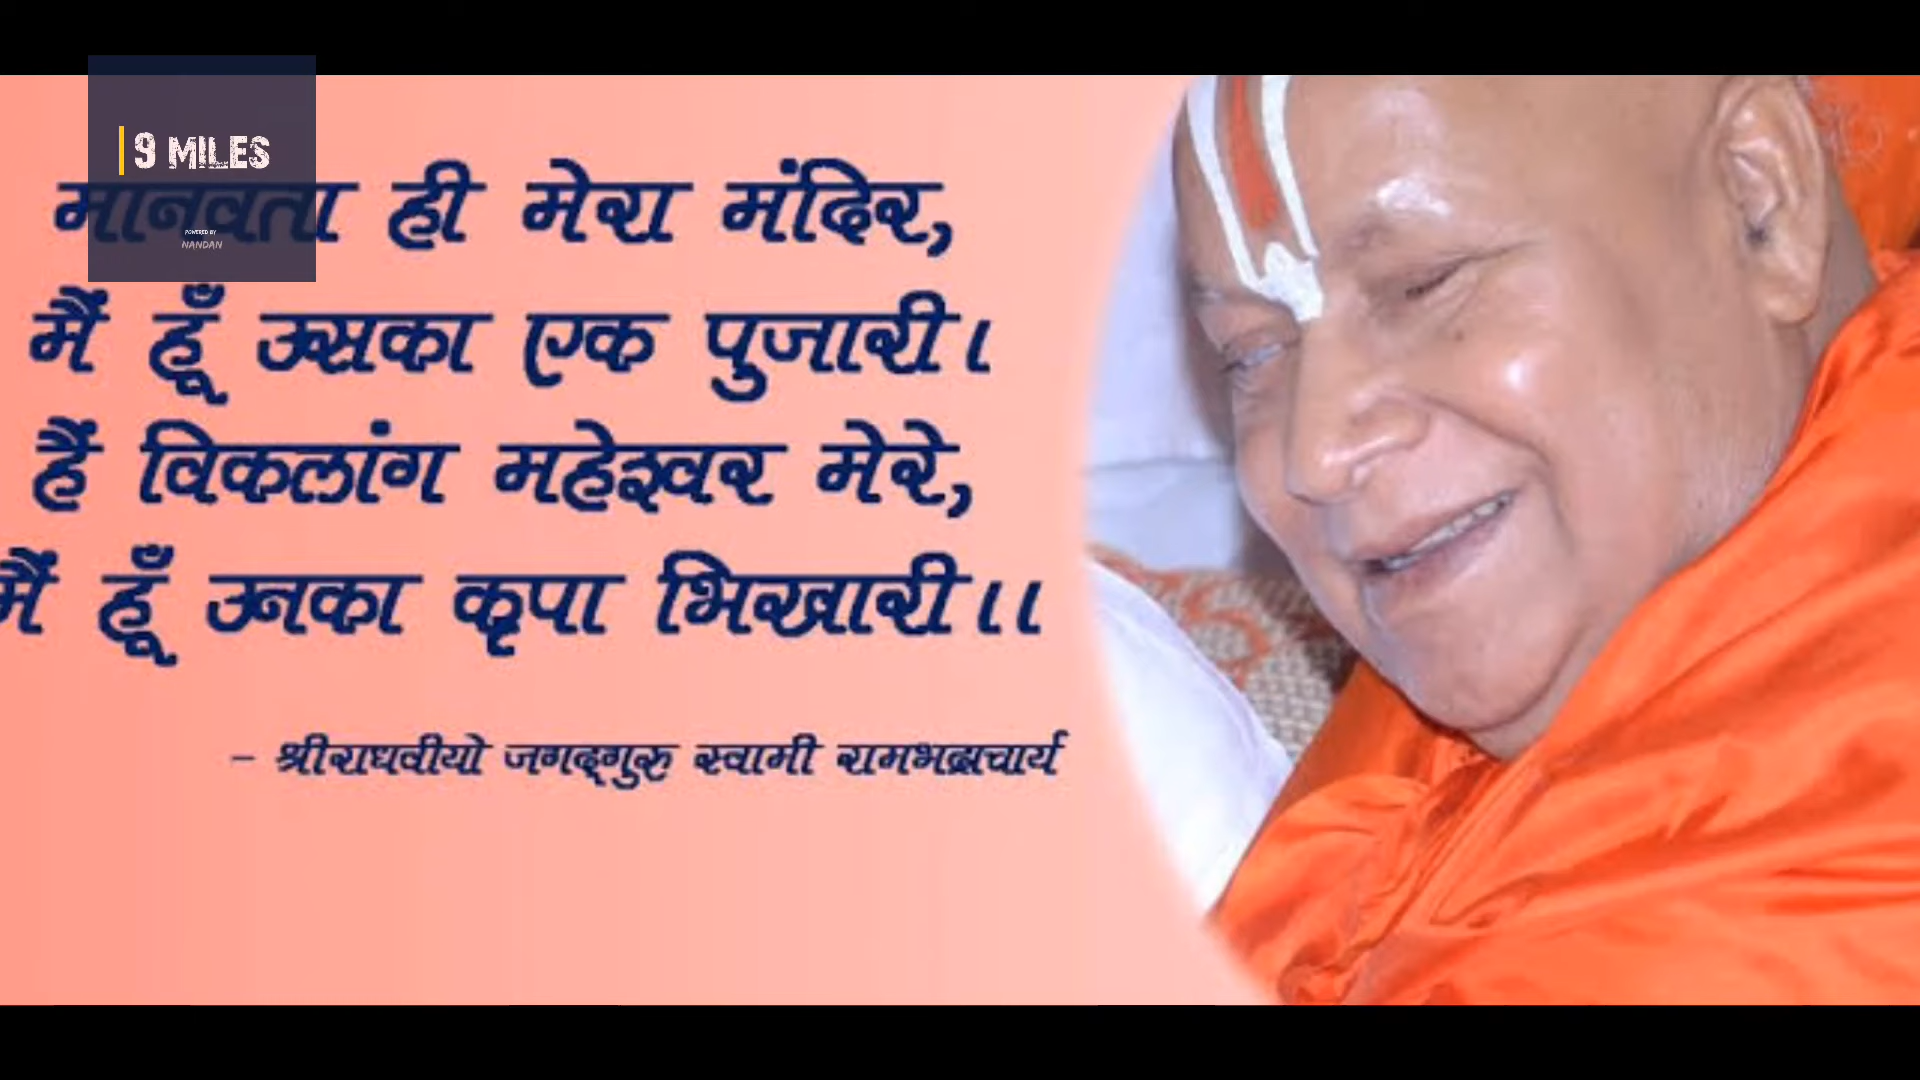 9 MILES
POWERED BY
NANDAN
मानवता ही मेरा मंदिर,
मैं हूँ उसका एक पुजारी।
हैं विकलांग महेश्वर मेरे,
मैं हूँ उनका कृपा भिखारी।।
- श्रीराघवीयो जगद्गुरु स्वामी रामभद्राचार्य